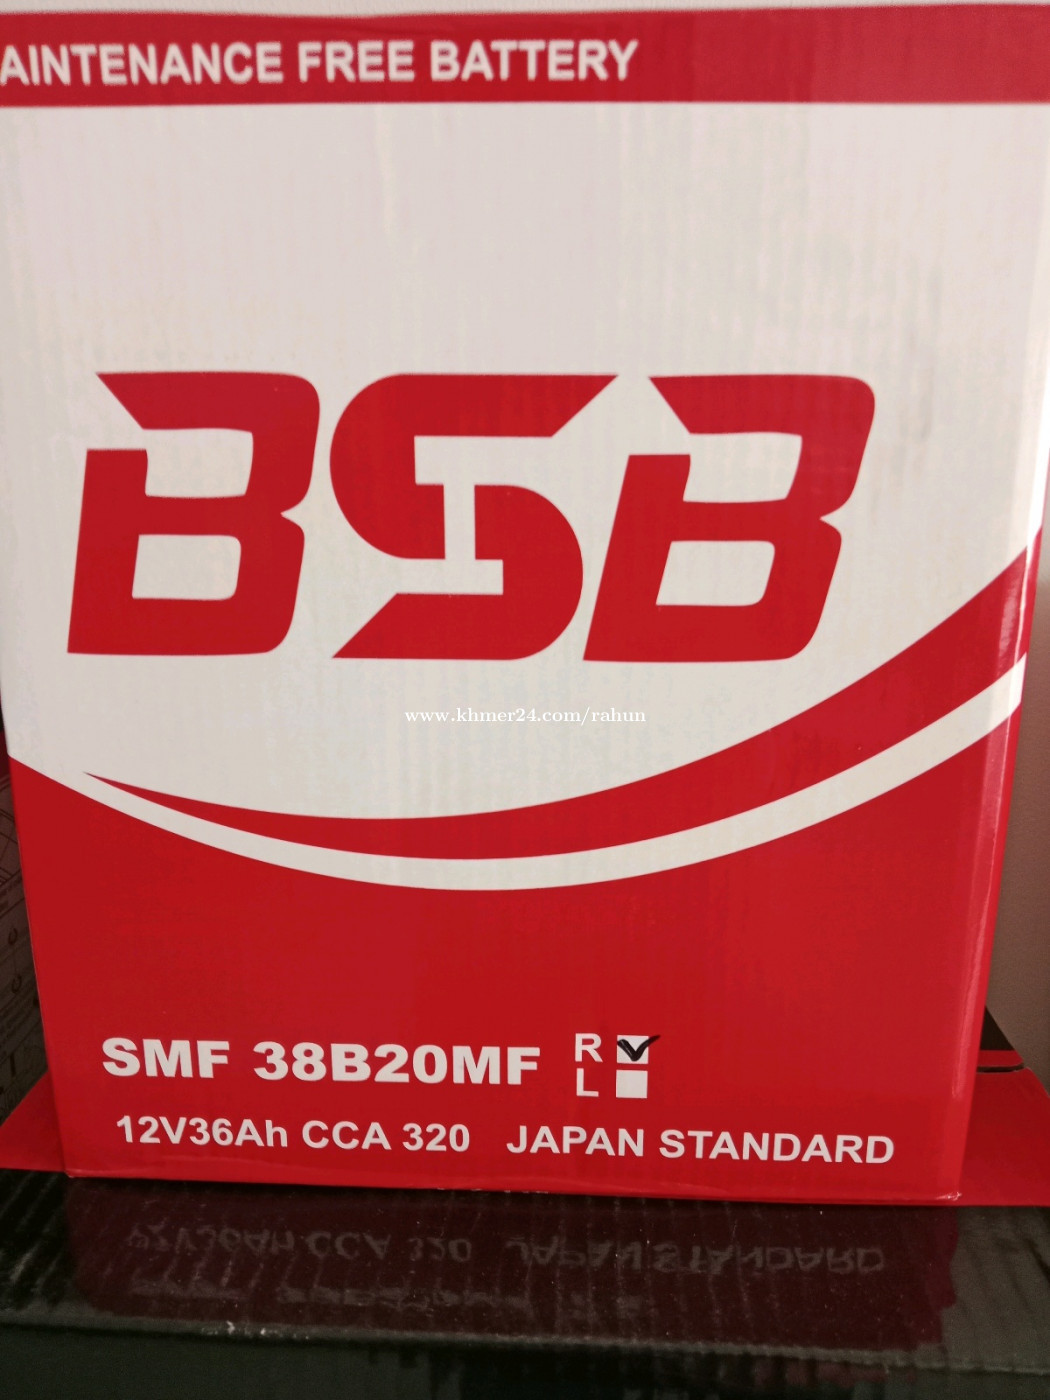 AINTENANCE FREE BATTERY
BSB
www.khmer24.com/rahun
SMF 38B20MF R
L
12V36Ah CCA 320 JAPAN STANDARD